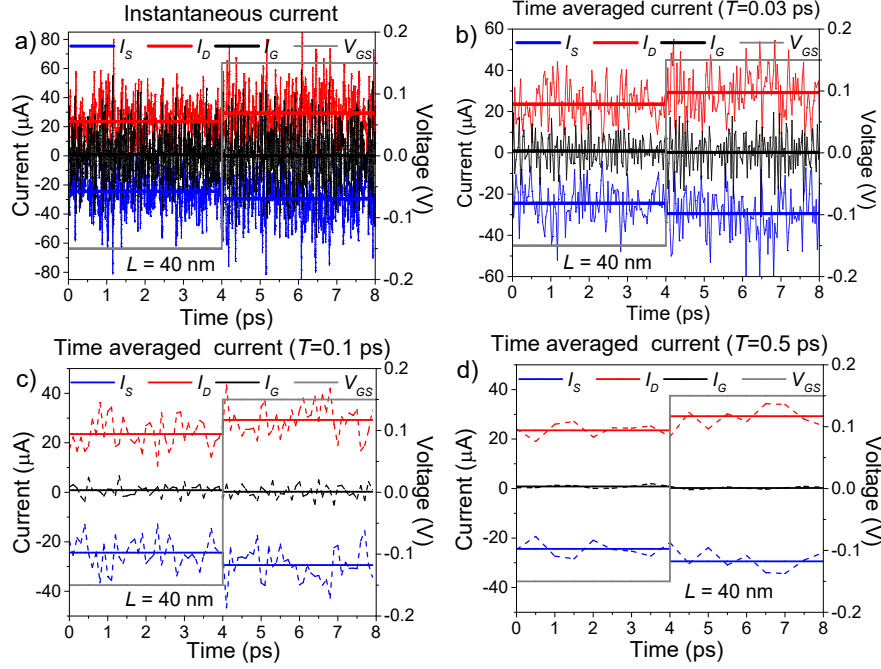 Instantaneous current
a)
I_S I_D I_G V_GS
80
60
40
20
0
-20
-40
-60
-80
Current (µA)
0.2
0.1
0.0
-0.1
-0.2
Voltage (V)
L = 40 nm
0 1 2 3 4 5 6 7 8
Time (ps)
Time averaged current (T=0.03 ps)
b)
I_S I_D I_G V_GS
60
40
20
0
-20
-40
-60
Current (µA)
0.2
0.1
0.0
-0.1
-0.2
Voltage (V)
L = 40 nm
0 1 2 3 4 5 6 7 8
Time (ps)
Time averaged current (T=0.1 ps)
c)
I_S I_D I_G V_GS
40
20
0
-20
-40
Current (µA)
0.2
0.1
0.0
-0.1
-0.2
Voltage (V)
L = 40 nm
0 1 2 3 4 5 6 7 8
Time (ps)
Time averaged current (T=0.5 ps)
d)
I_S I_D I_G V_GS
50
30
10
-10
-30
-50
Current (µA)
0.2
0.1
0.0
-0.1
-0.2
Voltage (V)
L = 40 nm
0 1 2 3 4 5 6 7 8
Time (ps)